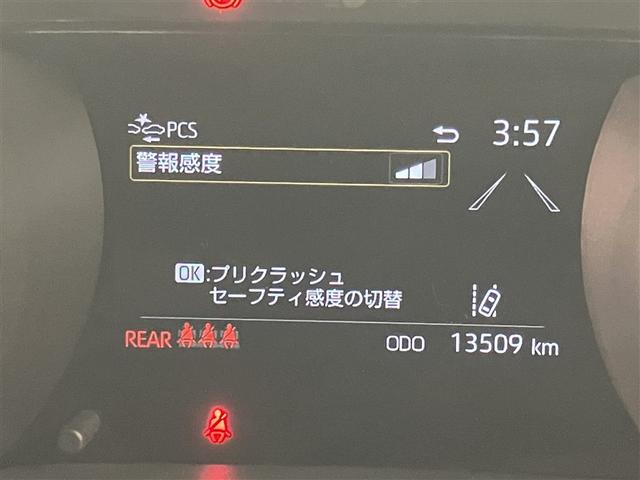 PCS
3:57
警報感度
OK:プリクラッシュ
セーフティ感度の切替
REAR
ODO 13509 km